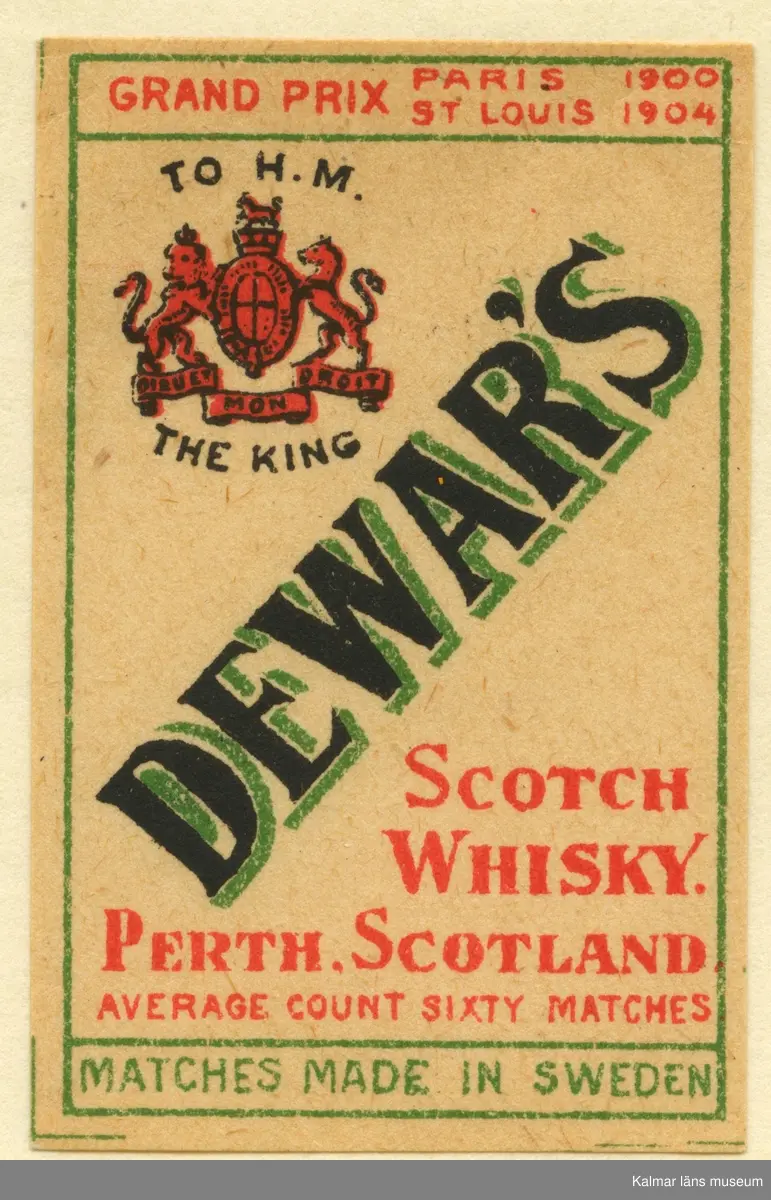 GRAND PRIX PARIS 1900
ST LOUIS 1904
TO H.M.
DIEU ET MON DROIT
THE KING
DEWAR'S
SCOTCH
WHISKY.
PERTH. SCOTLAND.
AVERAGE COUNT SIXTY MATCHES
MATCHES MADE IN SWEDEN
Kalmar läns museum